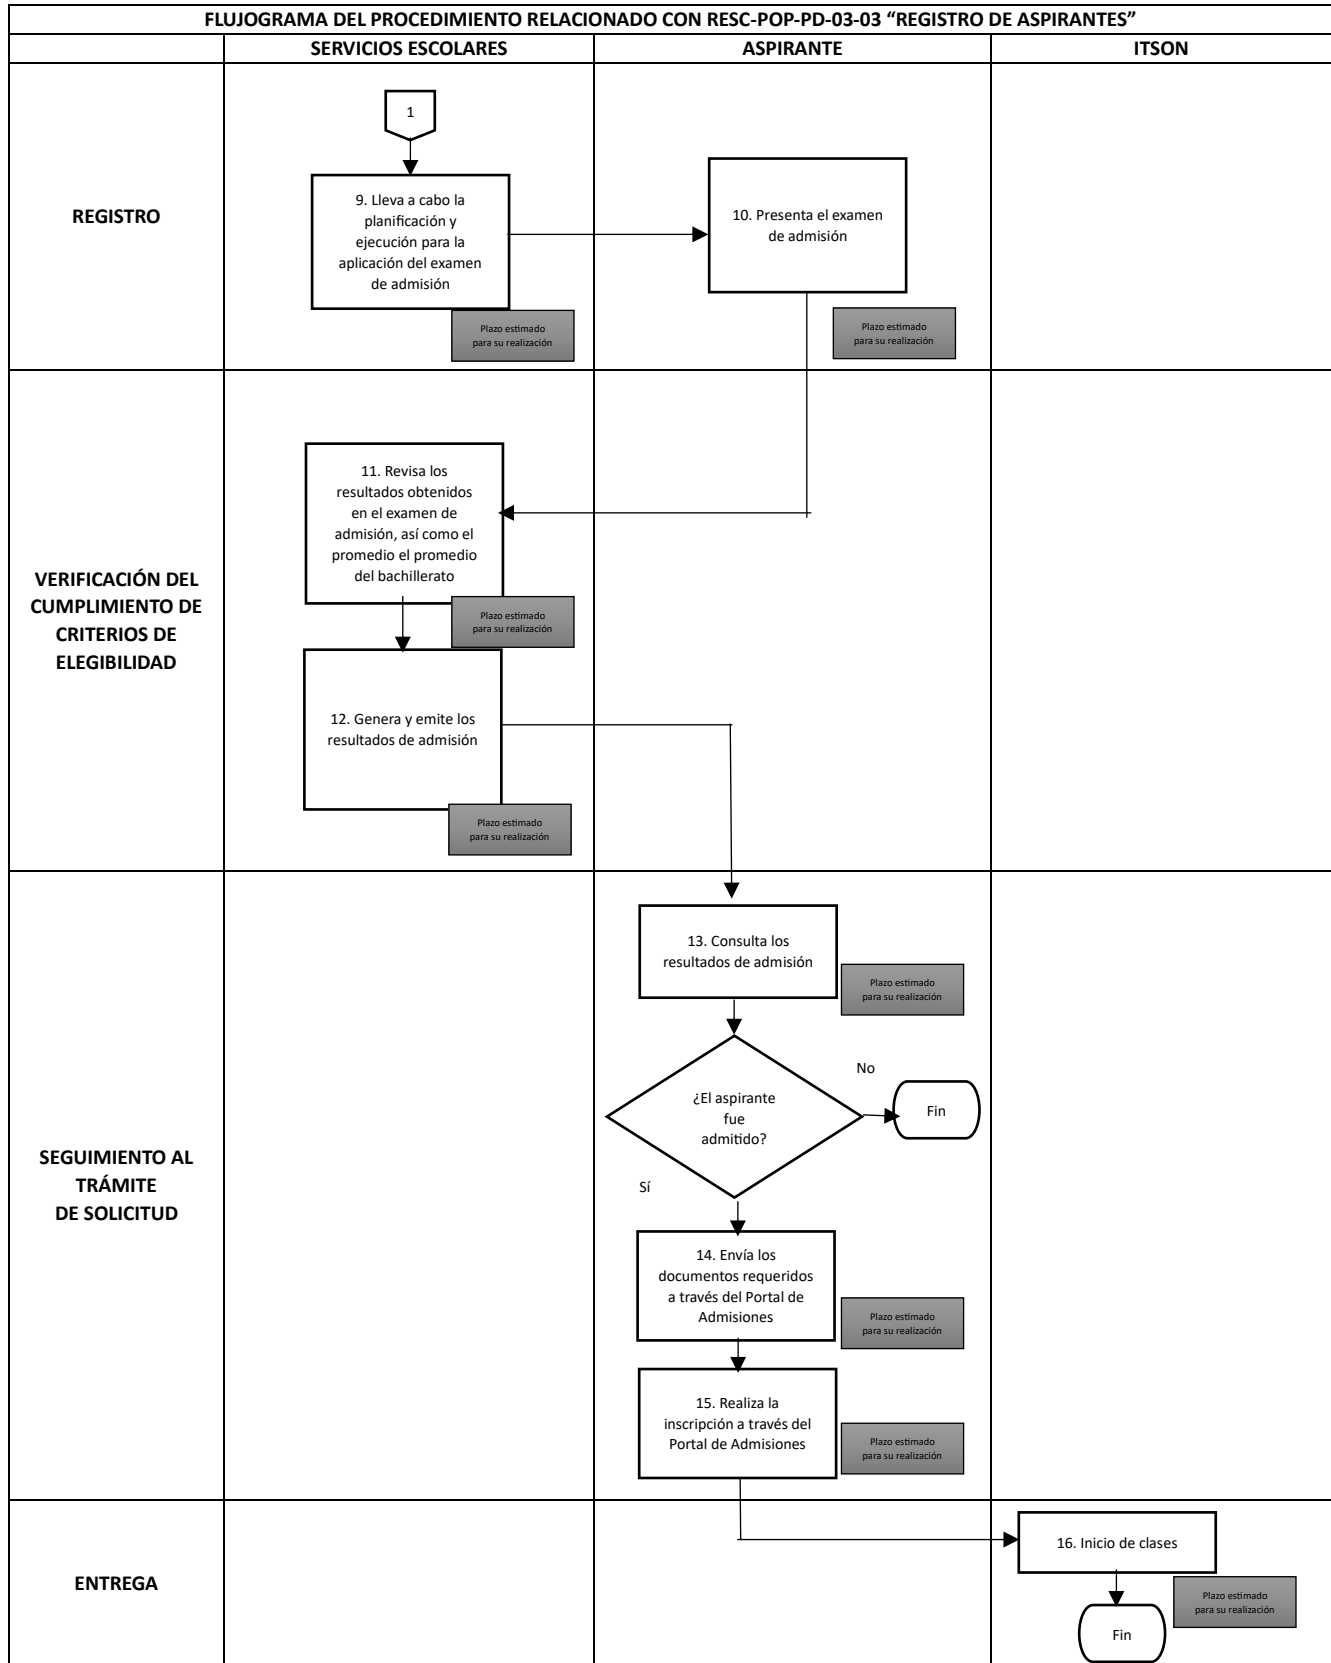 FLUJOGRAMA DEL PROCEDIMIENTO RELACIONADO CON RESC-POP-PD-03-03 “REGISTRO DE ASPIRANTES”
SERVICIOS ESCOLARES
ASPIRANTE
ITSON
REGISTRO
1
9. Lleva a cabo la
planificación y
ejecución para la
aplicación del examen
de admisión
Plazo estimado
para su realización
10. Presenta el examen
de admisión
Plazo estimado
para su realización
VERIFICACIÓN DEL
CUMPLIMIENTO DE
CRITERIOS DE
ELEGIBILIDAD
11. Revisa los
resultados obtenidos
en el examen de
admisión, así como el
promedio el promedio
del bachillerato
Plazo estimado
para su realización
12. Genera y emite los
resultados de admisión
Plazo estimado
para su realización
SEGUIMIENTO AL
TRÁMITE
DE SOLICITUD
13. Consulta los
resultados de admisión
Plazo estimado
para su realización
¿El aspirante
fue
admitido?
No
Fin
Sí
14. Envía los
documentos requeridos
a través del Portal de
Admisiones
Plazo estimado
para su realización
15. Realiza la
inscripción a través del
Portal de Admisiones
Plazo estimado
para su realización
ENTREGA
16. Inicio de clases
Plazo estimado
para su realización
Fin